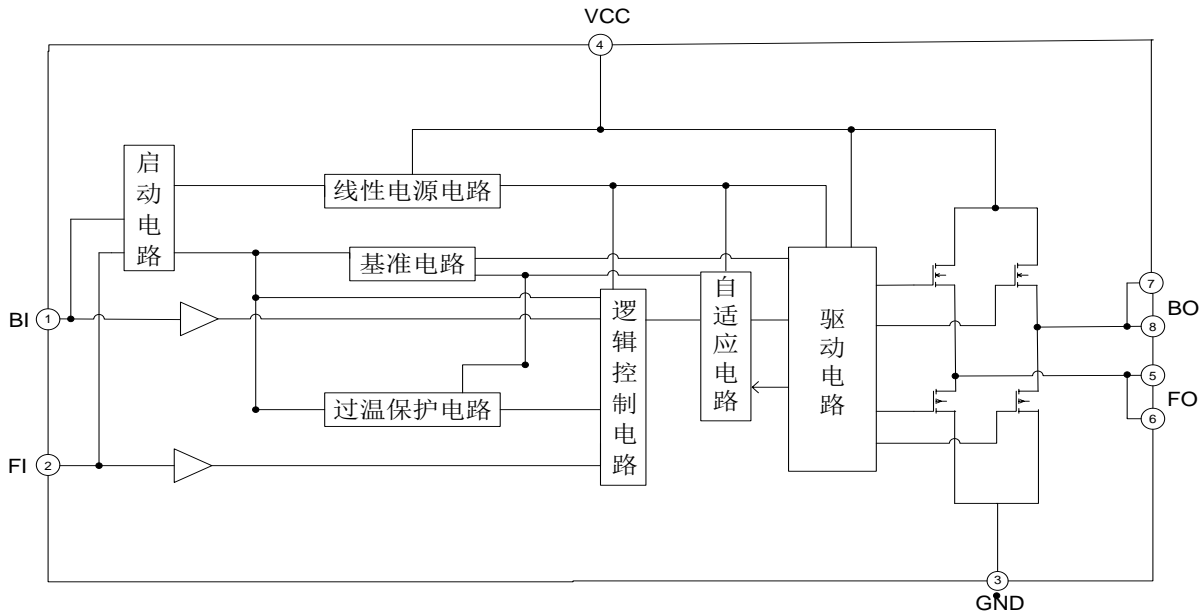 VCC
4
启动电路
线性电源电路
基准电路
自适应电路
驱动电路
7
BO
8
BI
1
逻辑控制电路
5
FO
6
过温保护电路
FI
2
3
GND